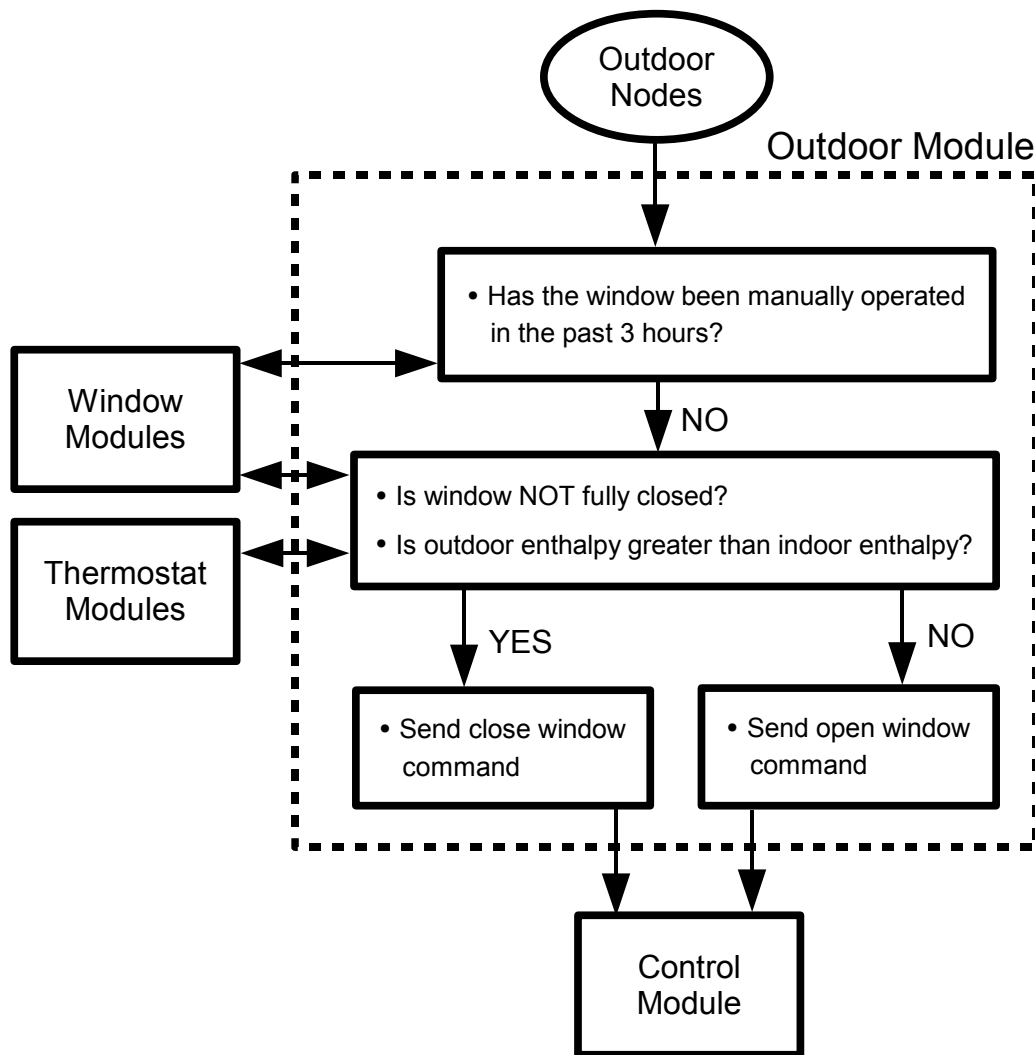 Outdoor
Nodes
Outdoor Module
• Has the window been manually operated
in the past 3 hours?
Window
Modules
NO
• Is window NOT fully closed?
• Is outdoor enthalpy greater than indoor enthalpy?
Thermostat
Modules
YES
NO
• Send close window
command
• Send open window
command
Control
Module